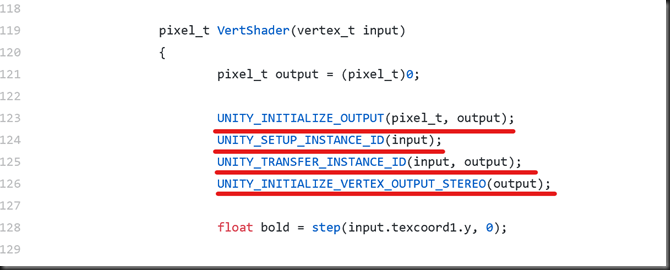 118
119 pixel_t VertShader(vertex_t input)
120 {
121 pixel_t output = (pixel_t)0;
122
123 UNITY_INITIALIZE_OUTPUT(pixel_t, output);
124 UNITY_SETUP_INSTANCE_ID(input);
125 UNITY_TRANSFER_INSTANCE_ID(input, output);
126 UNITY_INITIALIZE_VERTEX_OUTPUT_STEREO(output);
127
128 float bold = step(input.texcoord1.y, 0);
129